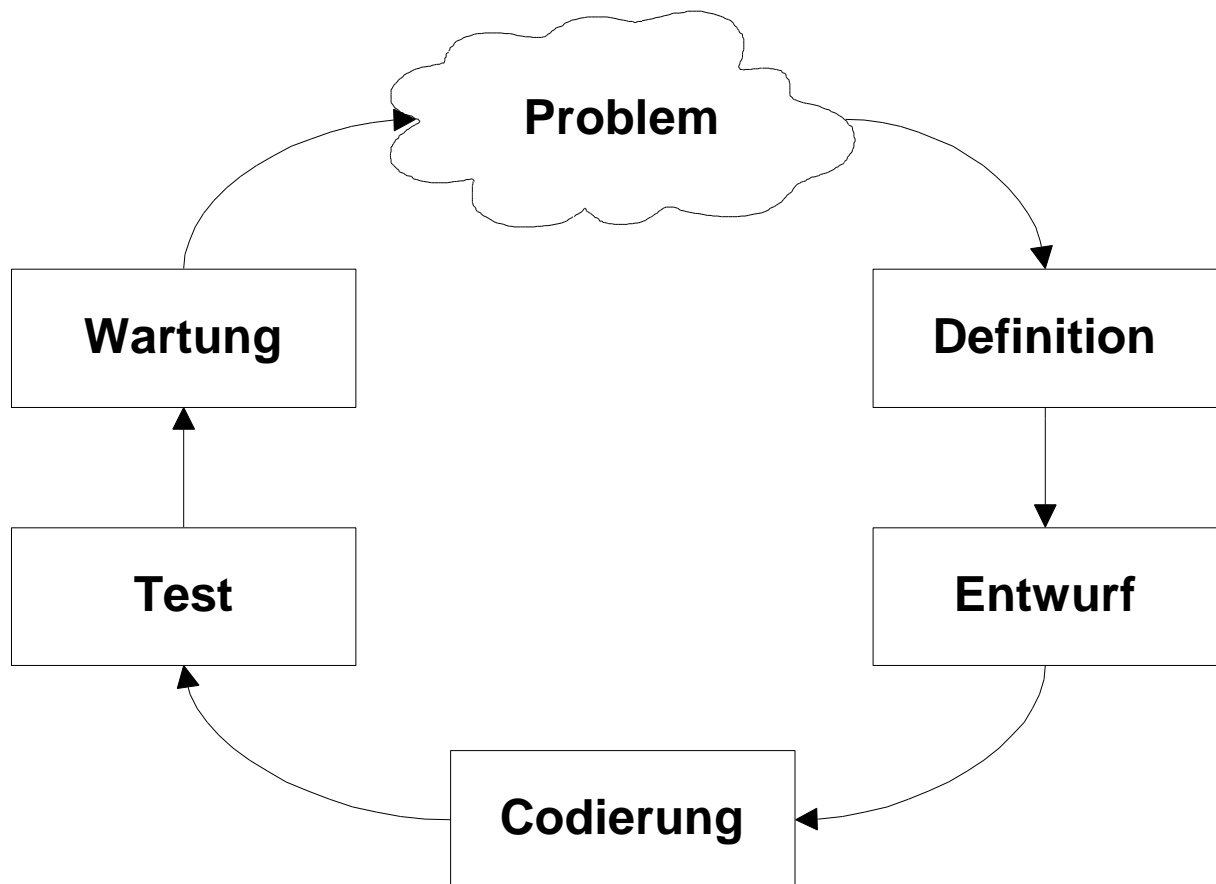 Problem
Wartung
Definition
Test
Entwurf
Codierung